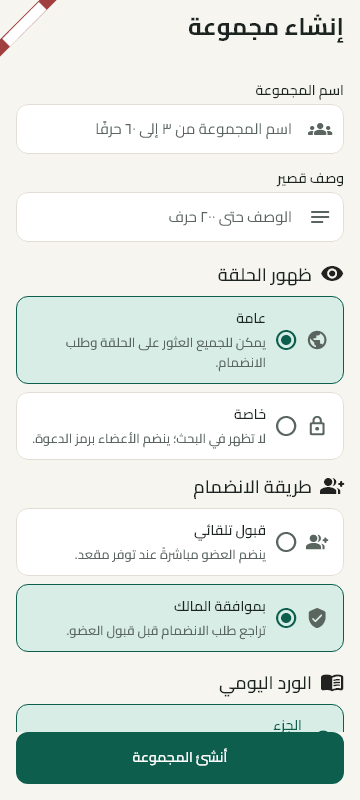 إنشاء مجموعة
اسم المجموعة
اسم المجموعة من ٣ إلى ٦٠ حرفًا
وصف قصير
الوصف حتى ٢٠٠ حرف
ظهور الحلقة
عامة
يمكن للجميع العثور على الحلقة وطلب
الانضمام.
خاصة
لا تظهر في البحث؛ ينضم الأعضاء برمز الدعوة.
طريقة الانضمام
قبول تلقائي
ينضم العضو مباشرةً عند توفر مقعد.
بموافقة المالك
تراجع طلب الانضمام قبل قبول العضو.
الورد اليومي
الجزء
أنشئ المجموعة